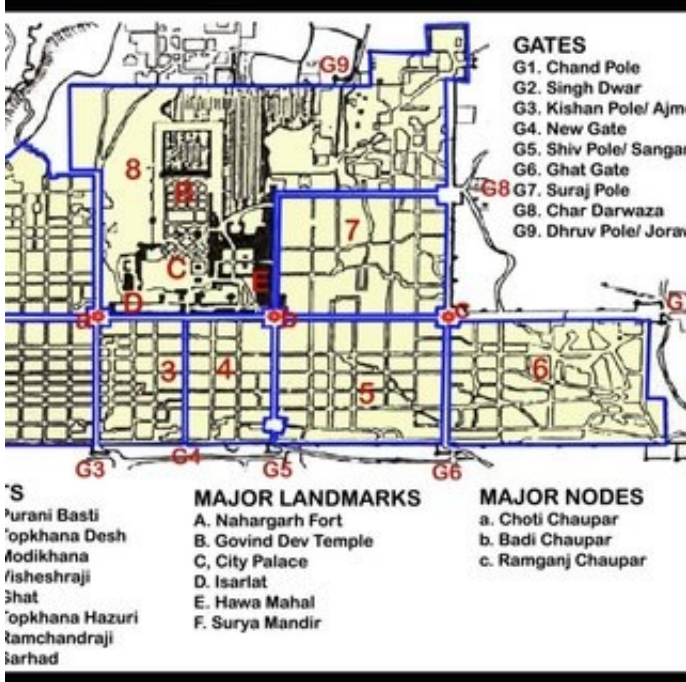 G9
GATES
G1. Chand Pole
G2. Singh Dwar
G3. Kishan Pole/ Ajm
G4. New Gate
G5. Shiv Pole/ Sangan
G6. Ghat Gate
G7. Suraj Pole
G8. Char Darwaza
G9. Dhruv Pole/ Jorav
8
B
G8
7
C
E
D
a
b
c
G7
3
4
5
6
G3
G4
G5
G6
TS
Purani Basti
Topkhana Desh
Modikhana
Visheshraji
Ghat
Topkhana Hazuri
Ramchandraji
Sarhad
MAJOR LANDMARKS
A. Nahargarh Fort
B. Govind Dev Temple
C, City Palace
D. Isarlat
E. Hawa Mahal
F. Surya Mandir
MAJOR NODES
a. Choti Chaupar
b. Badi Chaupar
c. Ramganj Chaupar